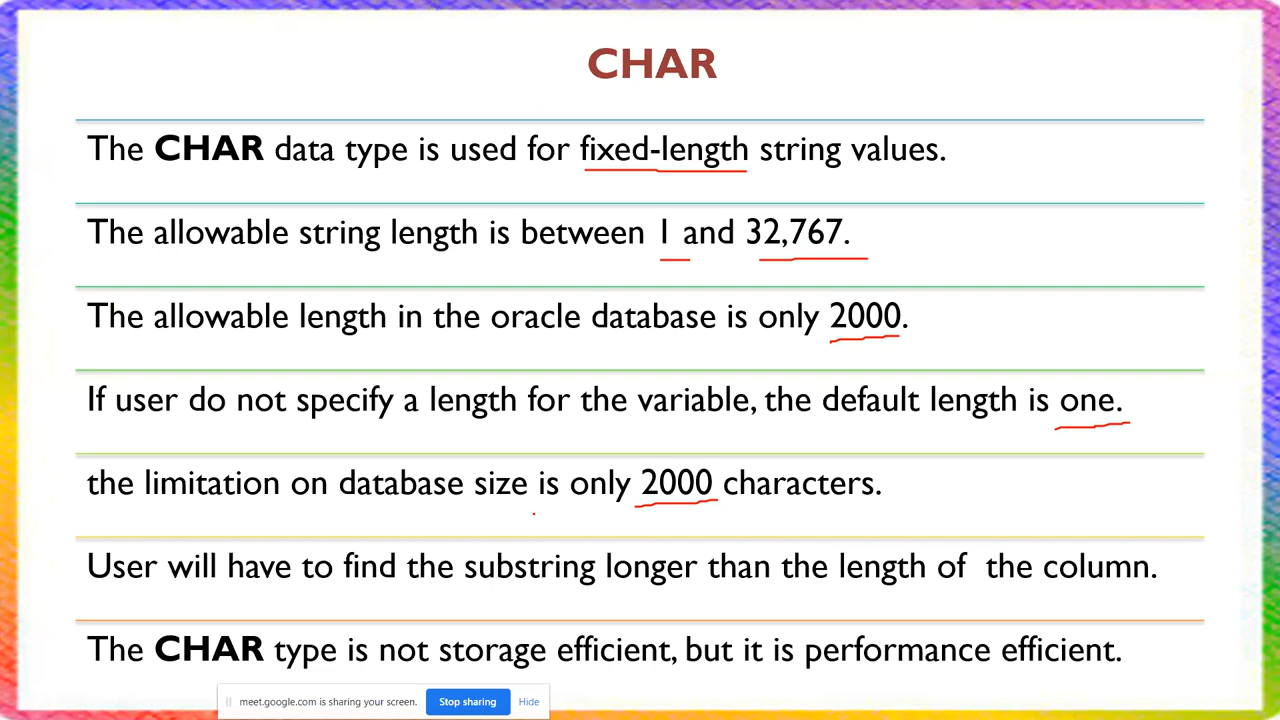 CHAR
The CHAR data type is used for fixed-length string values.
The allowable string length is between 1 and 32,767.
The allowable length in the oracle database is only 2000.
If user do not specify a length for the variable, the default length is one.
the limitation on database size is only 2000 characters.
User will have to find the substring longer than the length of the column.
The CHAR type is not storage efficient, but it is performance efficient.
meet.google.com is sharing your screen. Stop sharing Hide